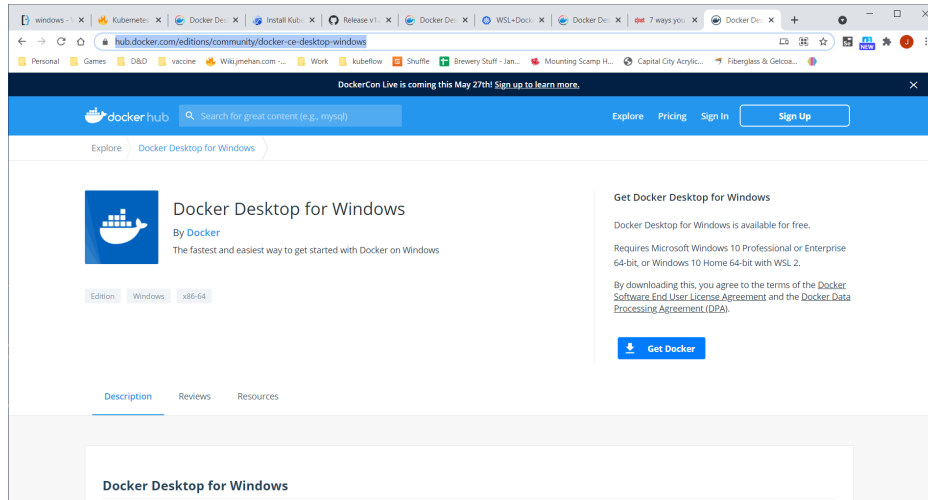 windows - 
Kubernetes
Docker Des
Install Kube
Release v1.
Docker Des
WSL+Dock
Docker Des
7 ways you
Docker Des
hub.docker.com/editions/community/docker-ce-desktop-windows
Se
NEW
J
Personal
Games
D&D
vaccine
Wiki.jmehan.com -...
Work
kubeflow
Shuffle
Brewery Stuff - Jan...
Mounting Scamp H...
Capital City Acrylic...
Fiberglass & Gelcoa...
DockerCon Live is coming this May 27th! Sign up to learn more.
docker hub
Search for great content (e.g., mysql)
Explore
Pricing
Sign In
Sign Up
Explore
Docker Desktop for Windows
Docker Desktop for Windows
By Docker
The fastest and easiest way to get started with Docker on Windows
Edition
Windows
x86-64
Get Docker Desktop for Windows
Docker Desktop for Windows is available for free.
Requires Microsoft Windows 10 Professional or Enterprise
64-bit, or Windows 10 Home 64-bit with WSL 2.
By downloading this, you agree to the terms of the Docker
Software End User License Agreement and the Docker Data
Processing Agreement (DPA).
Get Docker
Description
Reviews
Resources
Docker Desktop for Windows